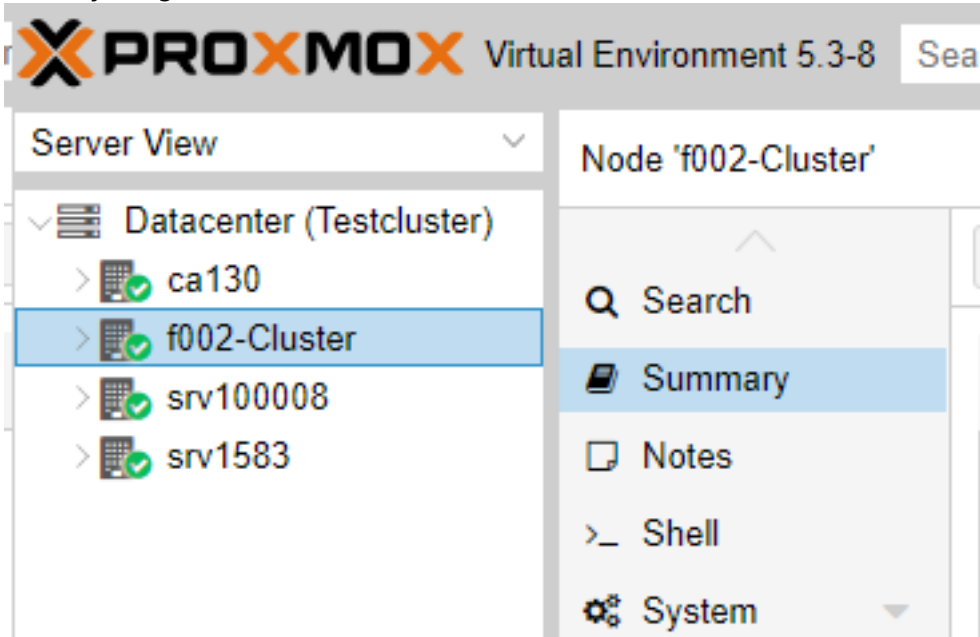 PROXMOX Virtual Environment 5.3-8 Sea
Server View
Datacenter (Testcluster)
ca130
f002-Cluster
srv100008
srv1583
Node 'f002-Cluster'
Search
Summary
Notes
>_ Shell
System